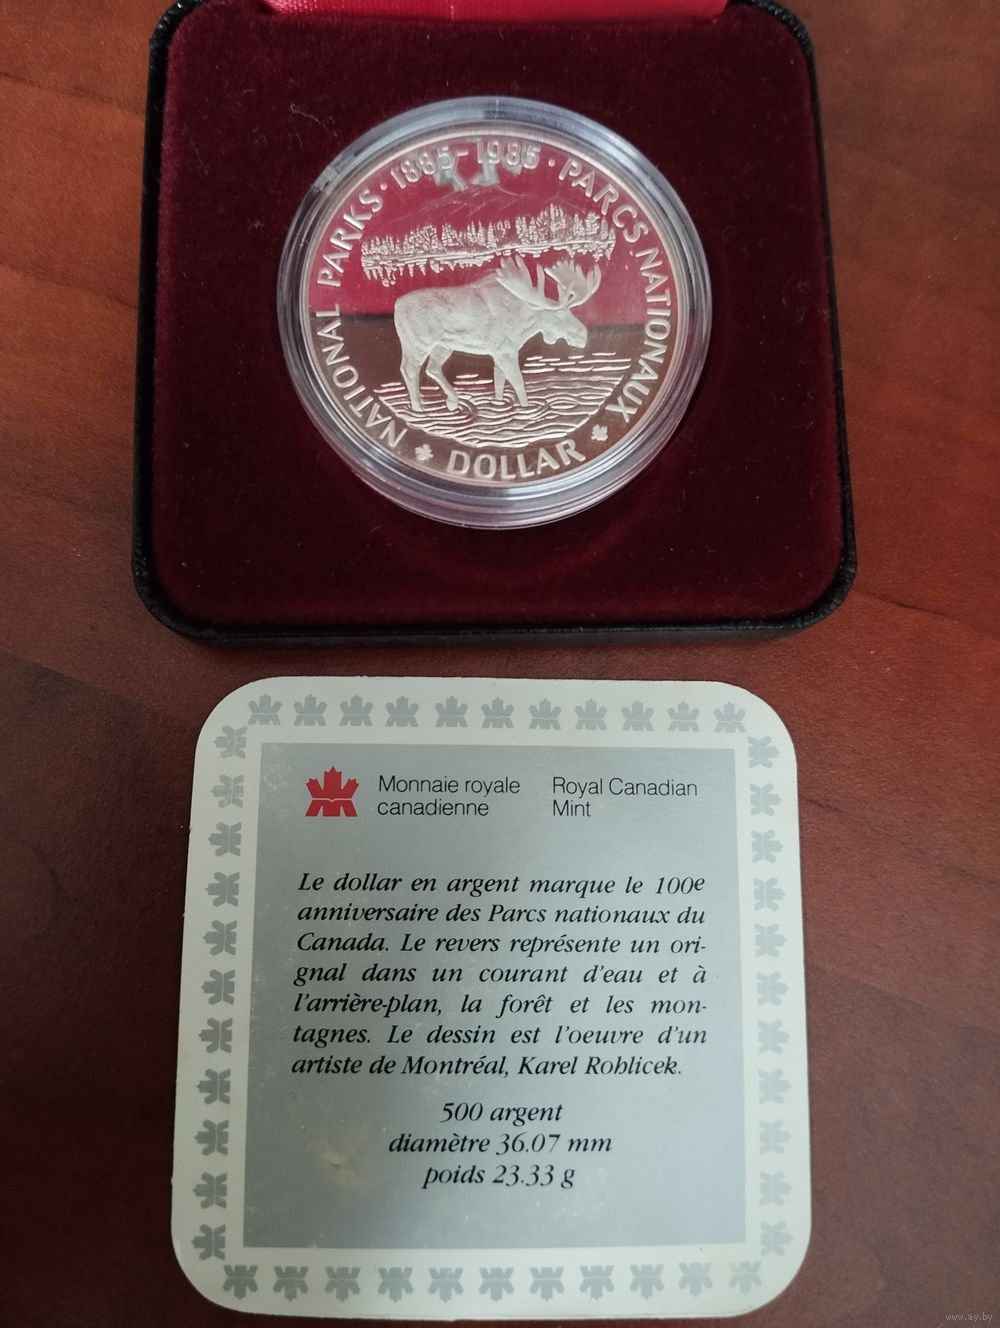 NATIONAL PARKS · 1885-1985 · PARCS NATIONAUX
DOLLAR
Monnaie royale
canadienne
Royal Canadian
Mint
Le dollar en argent marque le 100e
anniversaire des Parcs nationaux du
Canada. Le revers représente un ori-
gnal dans un courant d'eau et à
l'arrière-plan, la forêt et les mon-
tagnes. Le dessin est l'oeuvre d'un
artiste de Montréal, Karel Rohlicek.
500 argent
diamètre 36.07 mm
poids 23.33 g
www.ay.by